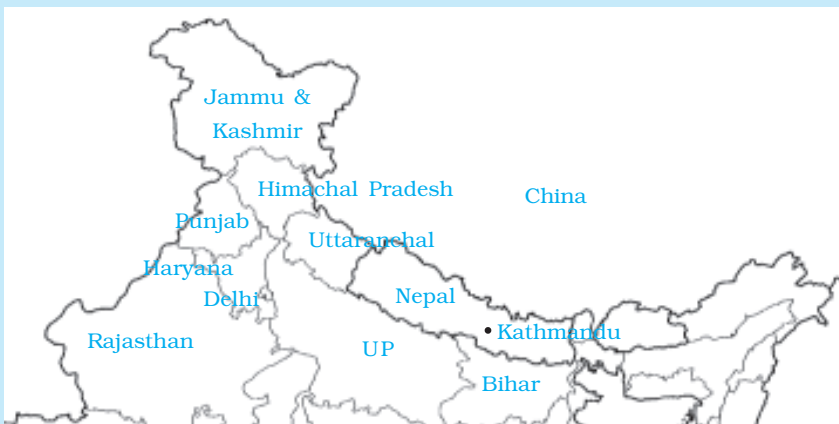 Jammu &
Kashmir
Himachal Pradesh
China
Punjab
Uttaranchal
Haryana
Delhi
Nepal
Rajasthan
UP
Kathmandu
Bihar